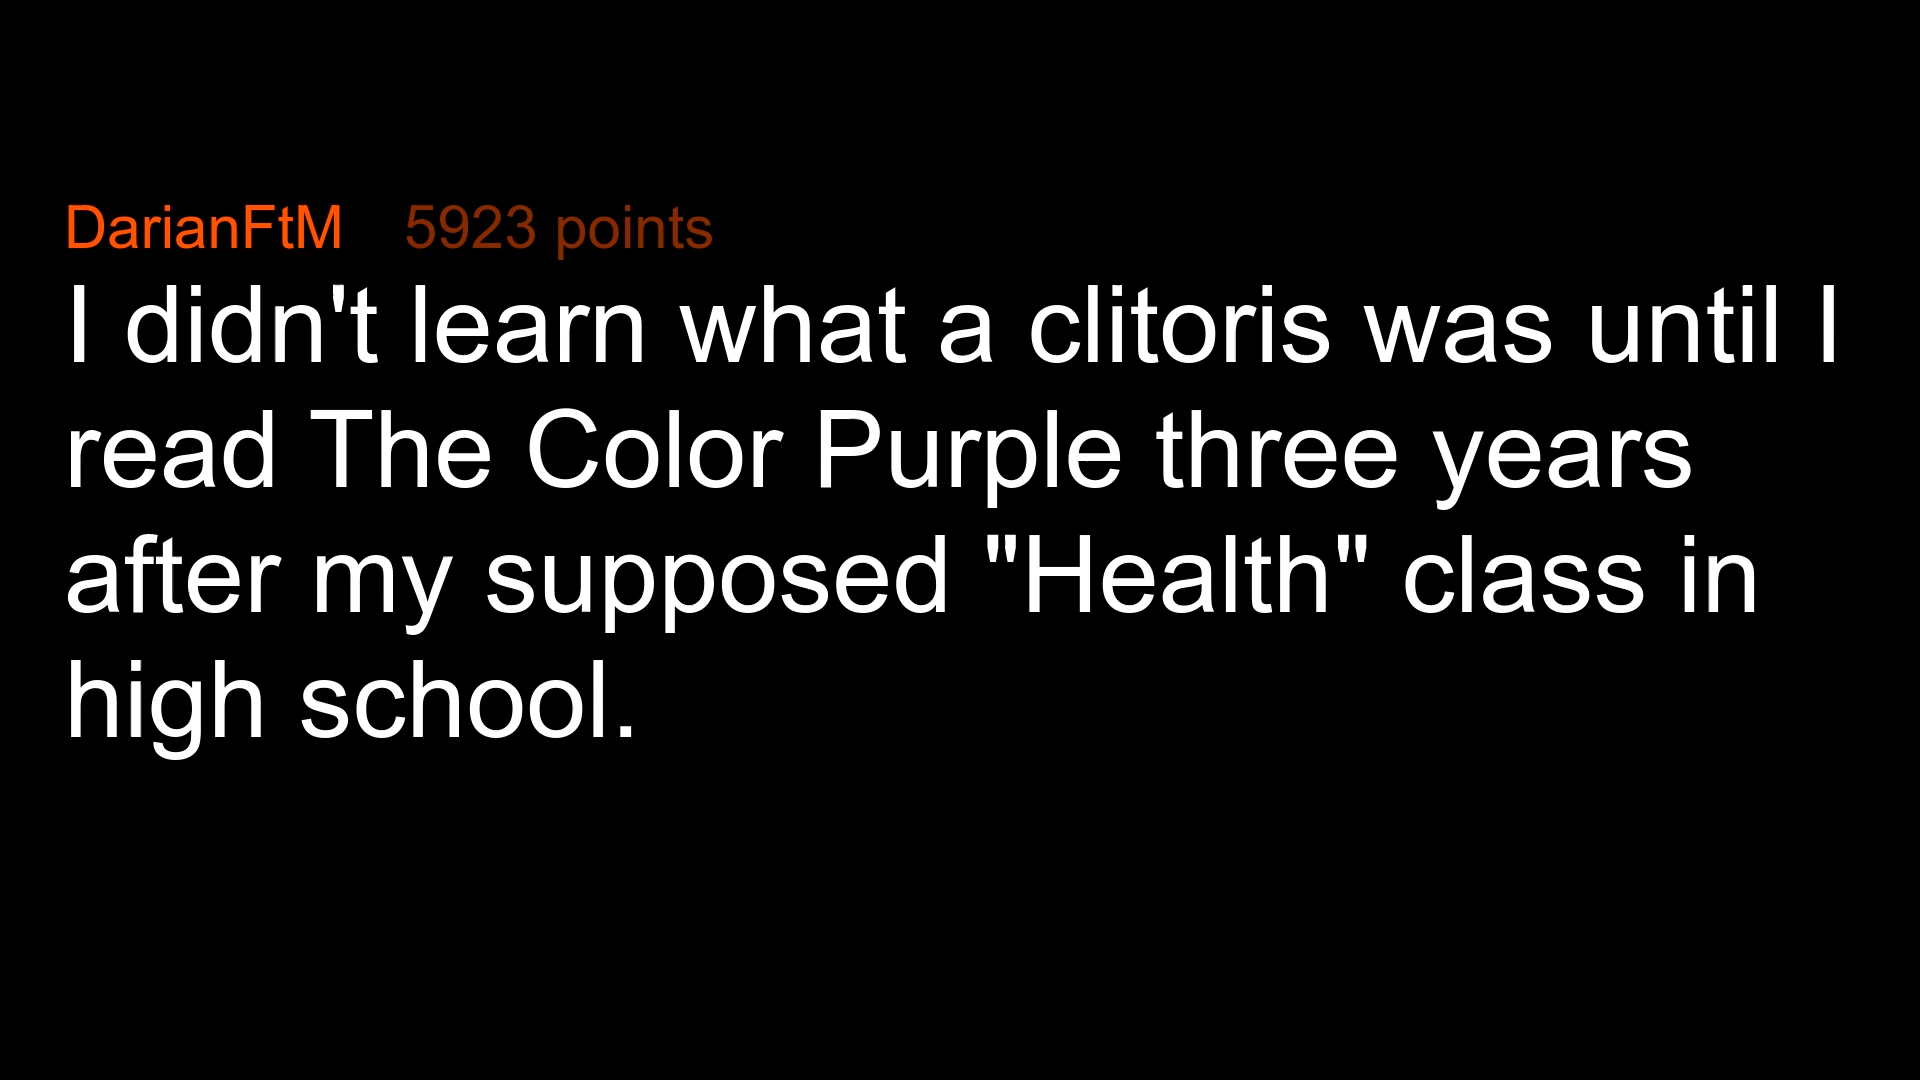 DarianFtM 5923 points
I didn't learn what a clitoris was until I
read The Color Purple three years
after my supposed "Health" class in
high school.